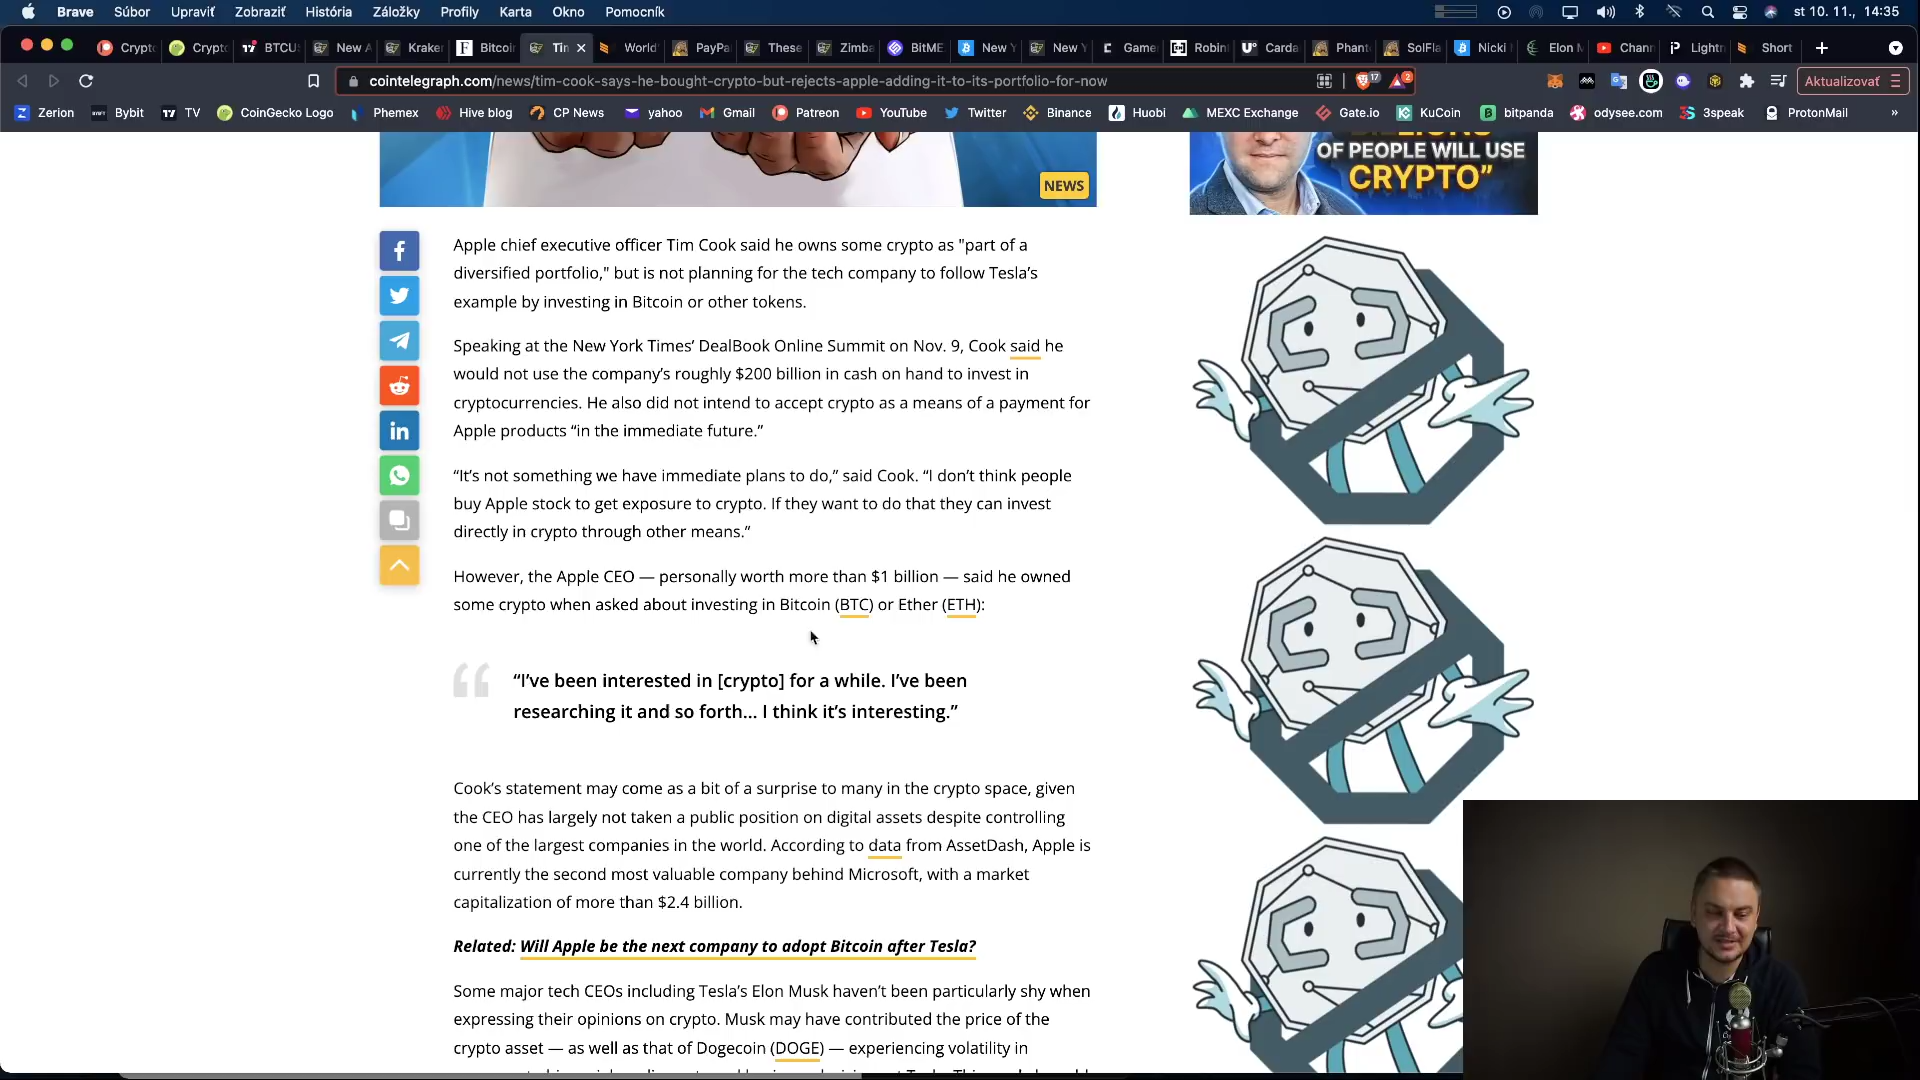 Brave Súbor Upraviť Zobraziť História Záložky Profily Karta Okno Pomocník st 10. 11., 14:35
Crypto Crypto BTCUS New A Kraken Bitcoin Tim World' PayPa These Zimba BitME New Y New Y Game Robin Carda Phant SolFla Nicki Elon M Chann Lightn Short
cointelegraph.com/news/tim-cook-says-he-bought-crypto-but-rejects-apple-adding-it-to-its-portfolio-for-now 17 2 Aktualizovať
Zerion Bybit TV CoinGecko Logo Phemex Hive blog CP News yahoo Gmail Patreon YouTube Twitter Binance Huobi MEXC Exchange Gate.io KuCoin bitpanda odysee.com 3speak ProtonMail »
BILLIONS
OF PEOPLE WILL USE
CRYPTO”
NEWS
Apple chief executive officer Tim Cook said he owns some crypto as "part of a
diversified portfolio," but is not planning for the tech company to follow Tesla’s
example by investing in Bitcoin or other tokens.
Speaking at the New York Times’ DealBook Online Summit on Nov. 9, Cook said he
would not use the company’s roughly $200 billion in cash on hand to invest in
cryptocurrencies. He also did not intend to accept crypto as a means of a payment for
Apple products “in the immediate future.”
“It’s not something we have immediate plans to do,” said Cook. “I don’t think people
buy Apple stock to get exposure to crypto. If they want to do that they can invest
directly in crypto through other means.”
However, the Apple CEO — personally worth more than $1 billion — said he owned
some crypto when asked about investing in Bitcoin (BTC) or Ether (ETH):
“I’ve been interested in [crypto] for a while. I’ve been
researching it and so forth… I think it’s interesting.”
Cook’s statement may come as a bit of a surprise to many in the crypto space, given
the CEO has largely not taken a public position on digital assets despite controlling
one of the largest companies in the world. According to data from AssetDash, Apple is
currently the second most valuable company behind Microsoft, with a market
capitalization of more than $2.4 billion.
Related: Will Apple be the next company to adopt Bitcoin after Tesla?
Some major tech CEOs including Tesla’s Elon Musk haven’t been particularly shy when
expressing their opinions on crypto. Musk may have contributed the price of the
crypto asset — as well as that of Dogecoin (DOGE) — experiencing volatility in